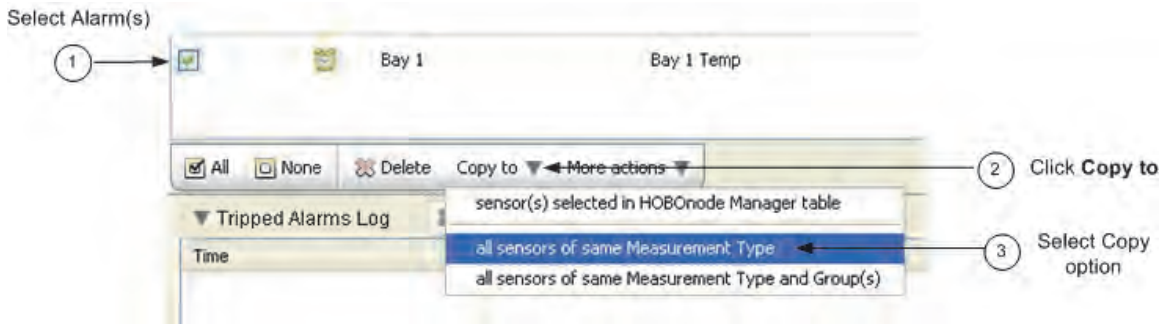 Select Alarm(s)
1
Bay 1 Bay 1 Temp
All None Delete Copy to More actions
2 Click Copy to
sensor(s) selected in HOBOnode Manager table
Tripped Alarms Log
all sensors of same Measurement Type
3 Select Copy
option
Time
all sensors of same Measurement Type and Group(s)